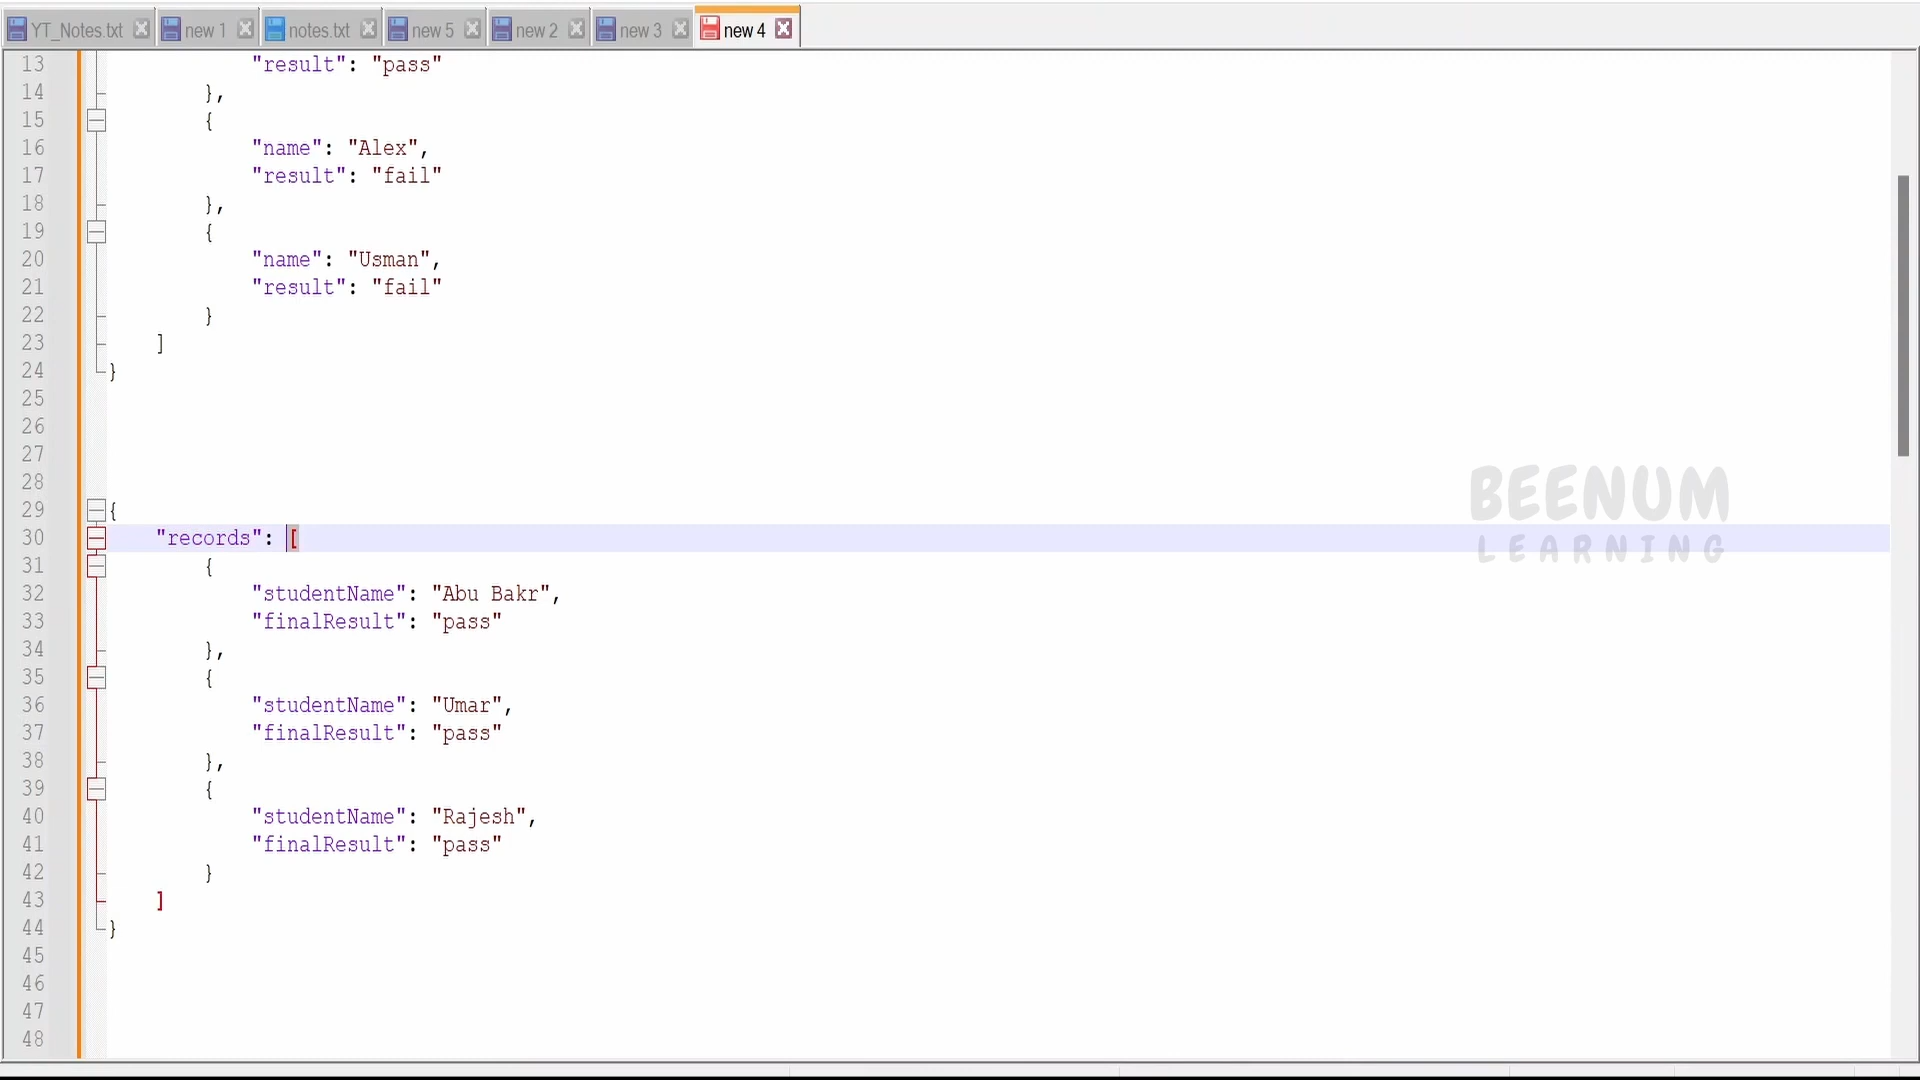 YT_Notes.txt new 1 notes.txt new 5 new 2 new 3 new 4
13 "result": "pass"
14 },
15 {
16 "name": "Alex",
17 "result": "fail"
18 },
19 {
20 "name": "Usman",
21 "result": "fail"
22 }
23 ]
24 }
25
26
27
28
29 {
30 "records": [
31 {
32 "studentName": "Abu Bakr",
33 "finalResult": "pass"
34 },
35 {
36 "studentName": "Umar",
37 "finalResult": "pass"
38 },
39 {
40 "studentName": "Rajesh",
41 "finalResult": "pass"
42 }
43 ]
44 }
45
46
47
48
BEENUM
LEARNING